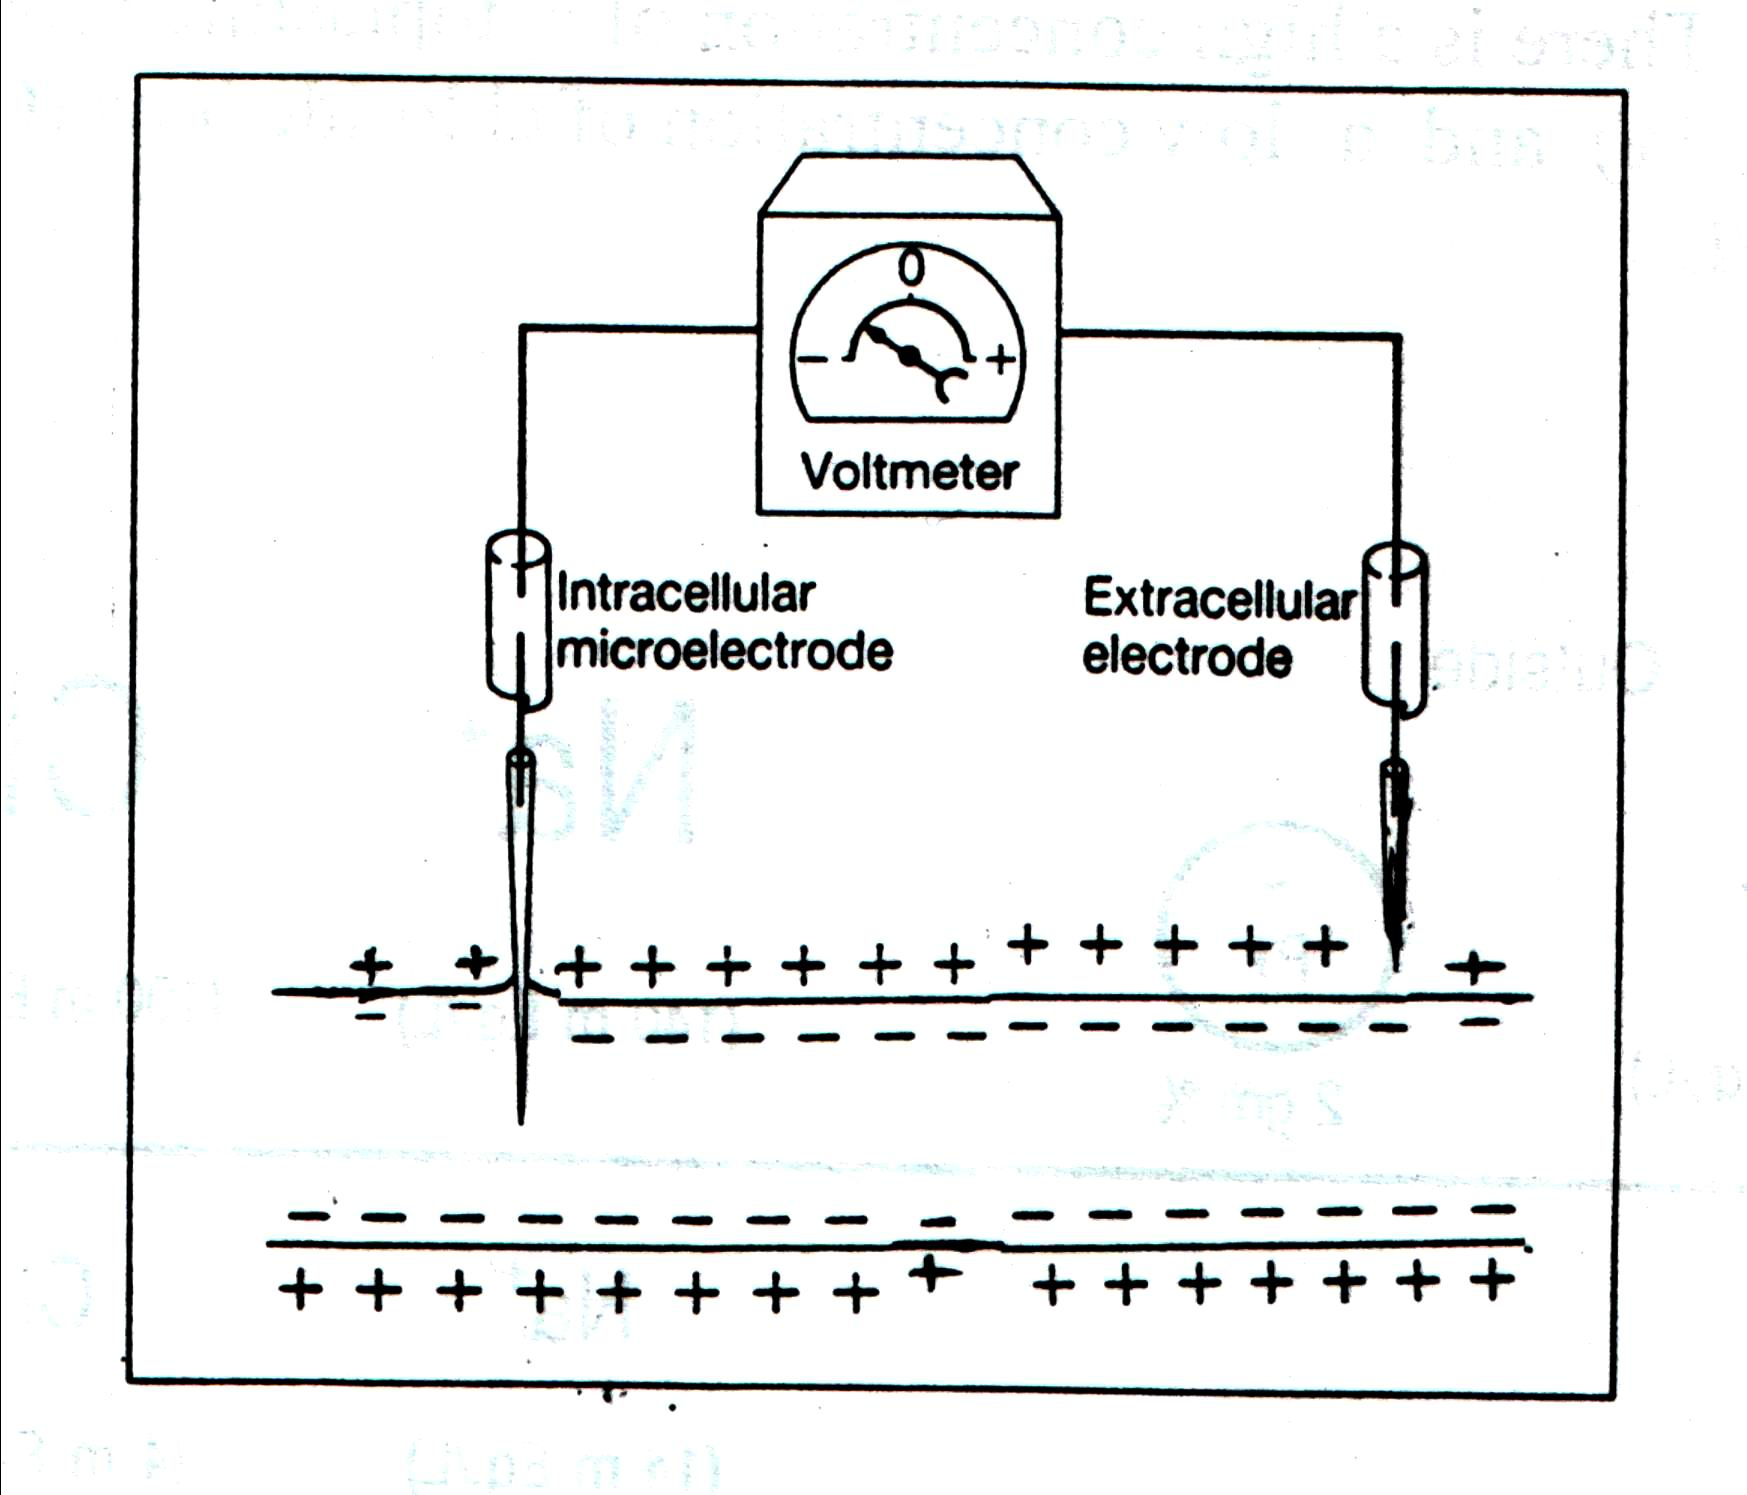 0
− +
Voltmeter
Intracellular
microelectrode
Extracellular
electrode